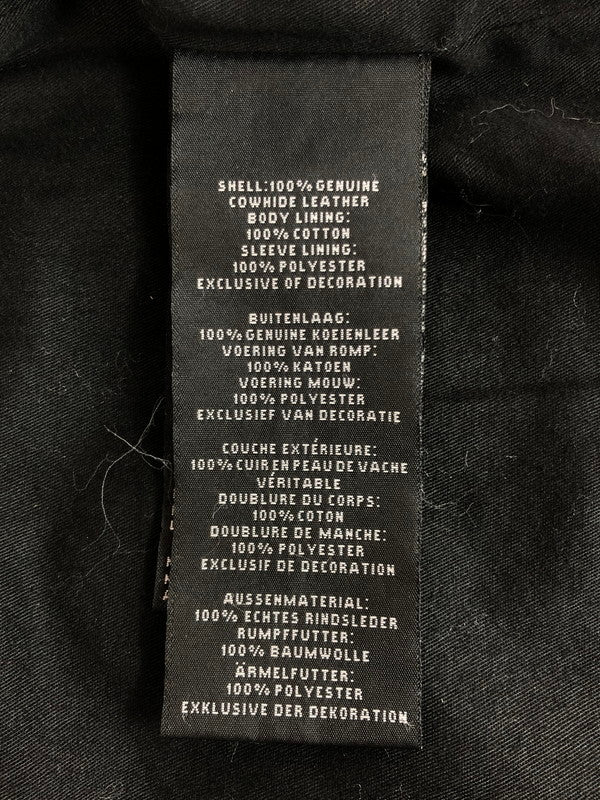 SHELL:100% GENUINE
COWHIDE LEATHER
BODY LINING:
100% COTTON
SLEEVE LINING:
100% POLYESTER
EXCLUSIVE OF DECORATION
BUITENLAAG:
100% GENUINE KOEIENLEER
VOERING VAN ROMP:
100% KATOEN
VOERING MOUW:
100% POLYESTER
EXCLUSIEF VAN DECORATIE
COUCHE EXTÉRIEURE:
100% CUIR EN PEAU DE VACHE
VÉRITABLE
DOUBLURE DU CORPS:
100% COTON
DOUBLURE DE MANCHE:
100% POLYESTER
EXCLUSIF DE DECORATION
AUSSENMATERIAL:
100% ECHTES RINDSLEDER
RUMPFFUTTER:
100% BAUMWOLLE
ÄRMELFUTTER:
100% POLYESTER
EXKLUSIVE DER DEKORATION